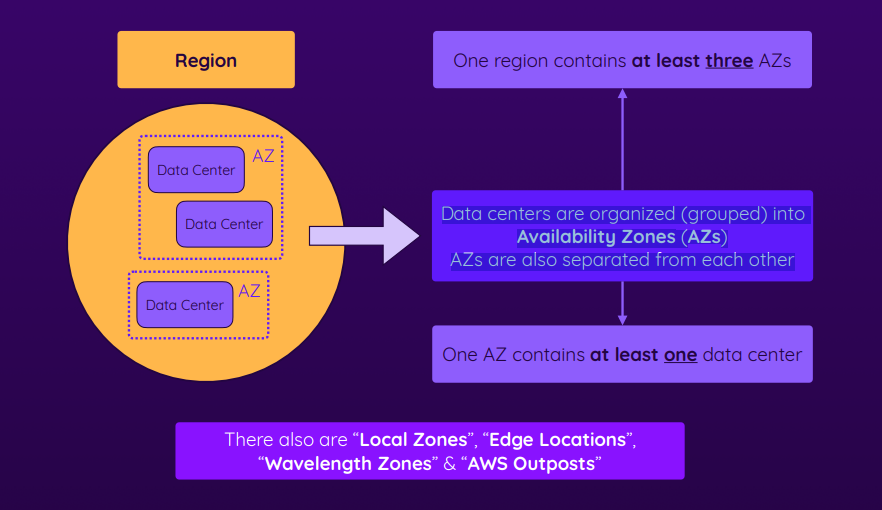 Region
AZ
Data Center
Data Center
AZ
Data Center
One region contains at least three AZs
Data centers are organized (grouped) into
Availability Zones (AZs)
AZs are also separated from each other
One AZ contains at least one data center
There also are “Local Zones”, “Edge Locations”,
“Wavelength Zones” & “AWS Outposts”